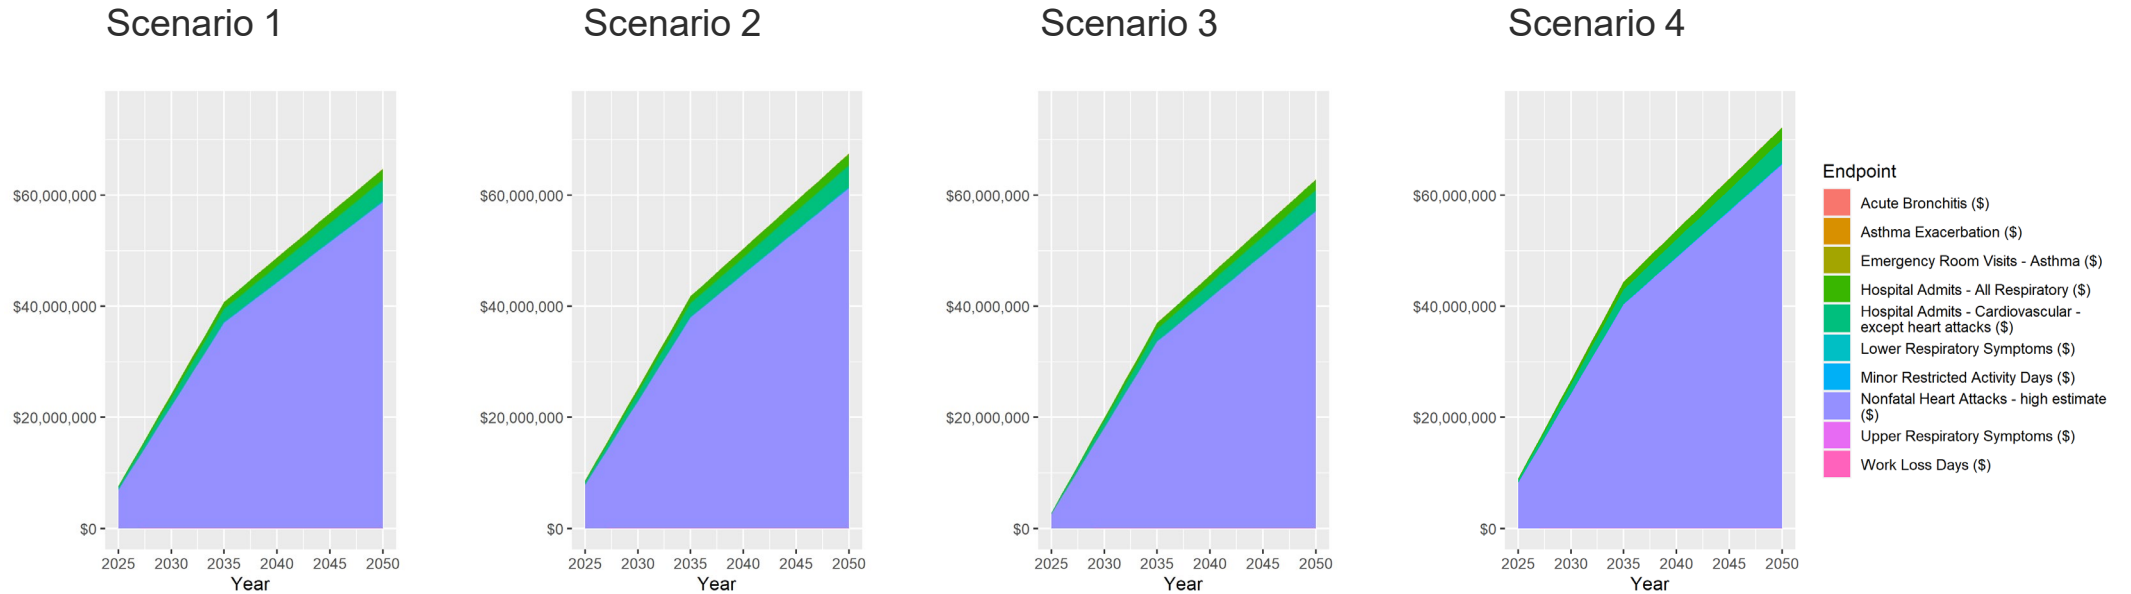 Scenario 1
Scenario 2
Scenario 3
Scenario 4
$60,000,000
$40,000,000
$20,000,000
$0
2025 2030 2035 2040 2045 2050
Year
$60,000,000
$40,000,000
$20,000,000
$0
2025 2030 2035 2040 2045 2050
Year
$60,000,000
$40,000,000
$20,000,000
$0
2025 2030 2035 2040 2045 2050
Year
$60,000,000
$40,000,000
$20,000,000
$0
2025 2030 2035 2040 2045 2050
Year
Endpoint
Acute Bronchitis ($)
Asthma Exacerbation ($)
Emergency Room Visits - Asthma ($)
Hospital Admits - All Respiratory ($)
Hospital Admits - Cardiovascular -
except heart attacks ($)
Lower Respiratory Symptoms ($)
Minor Restricted Activity Days ($)
Nonfatal Heart Attacks - high estimate
($)
Upper Respiratory Symptoms ($)
Work Loss Days ($)